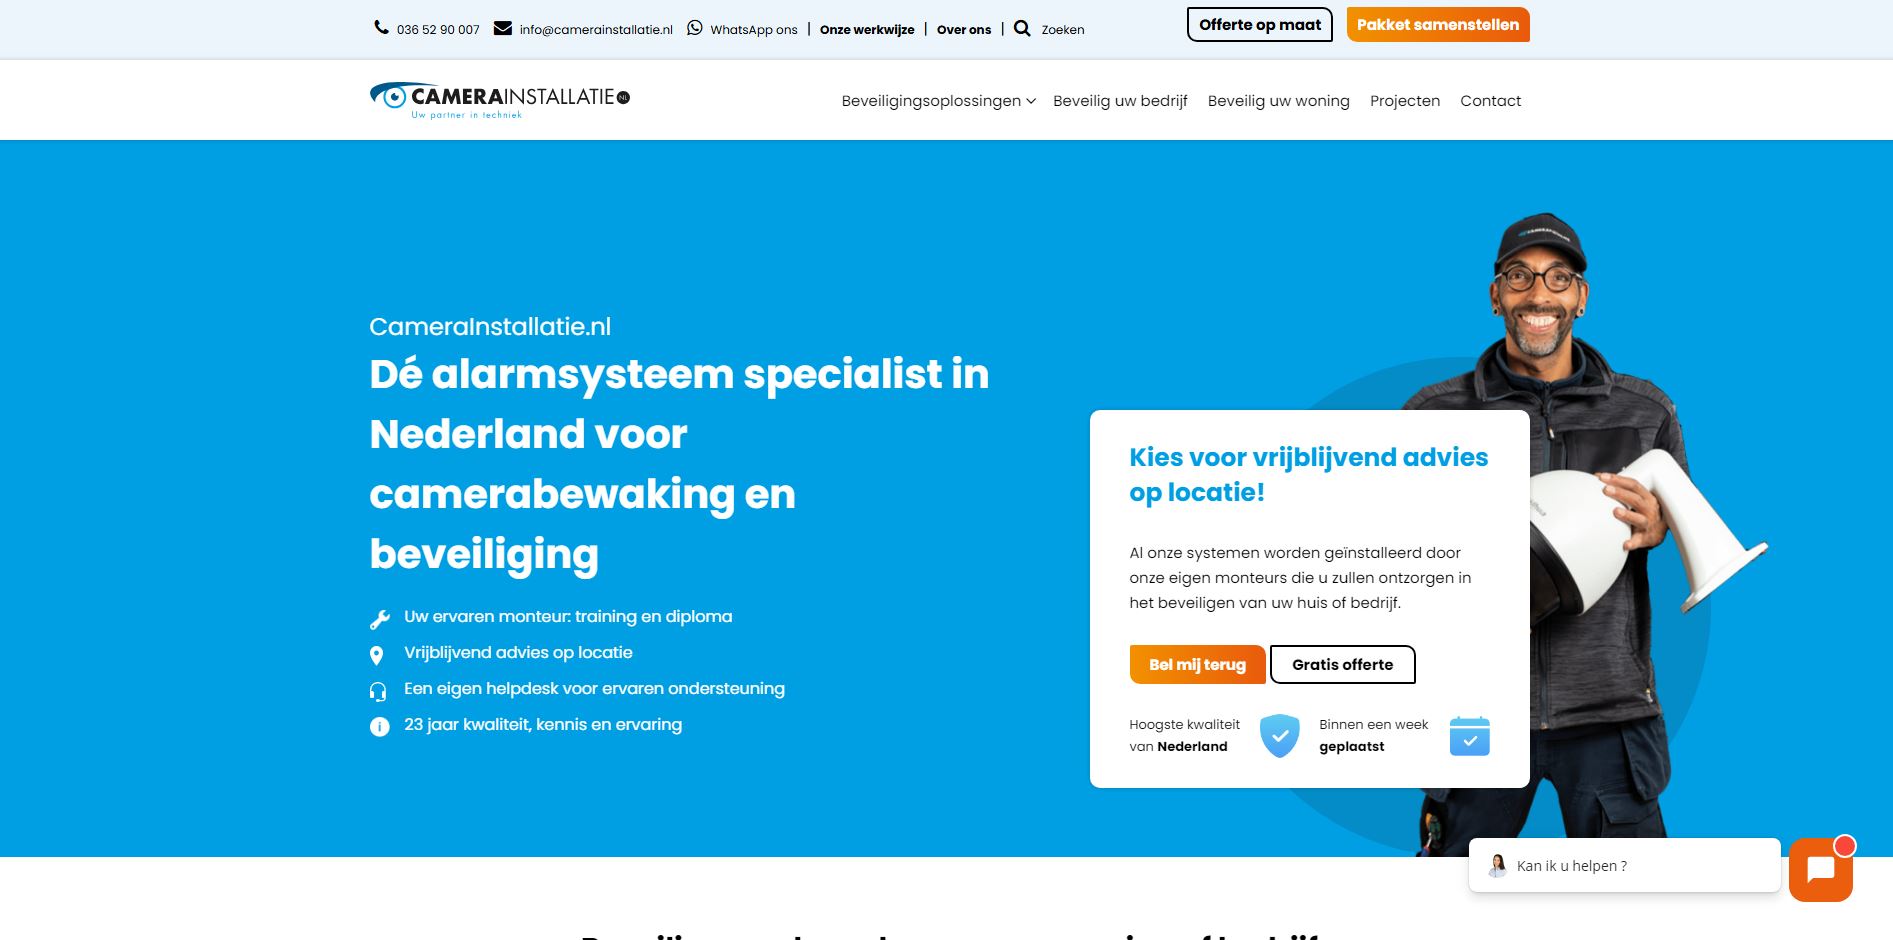 036 52 90 007 info@camerainstallatie.nl WhatsApp ons | Onze werkwijze | Over ons | Zoeken
Offerte op maat Pakket samenstellen
CAMERAINSTALLATIE NL
Uw partner in techniek
Beveiligingsoplossingen Beveilig uw bedrijf Beveilig uw woning Projecten Contact
CameraInstallatie.nl
Dé alarmsysteem specialist in
Nederland voor
camerabewaking en
beveiliging
Uw ervaren monteur: training en diploma
Vrijblijvend advies op locatie
Een eigen helpdesk voor ervaren ondersteuning
23 jaar kwaliteit, kennis en ervaring
Kies voor vrijblijvend advies
op locatie!
Al onze systemen worden geïnstalleerd door
onze eigen monteurs die u zullen ontzorgen in
het beveiligen van uw huis of bedrijf.
Bel mij terug Gratis offerte
Hoogste kwaliteit
van Nederland
Binnen een week
geplaatst
Kan ik u helpen ?